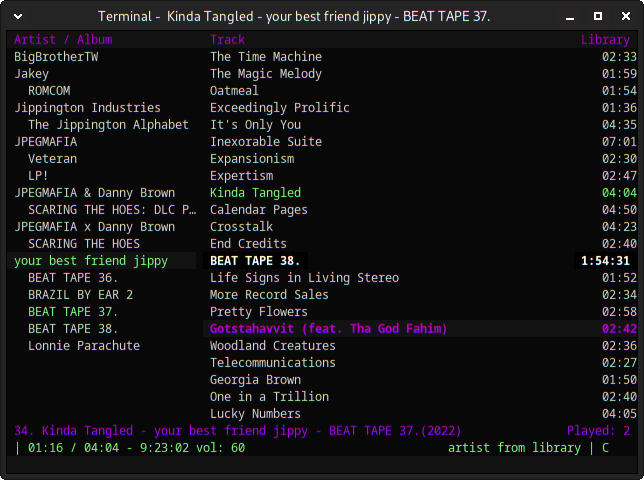 Terminal -  Kinda Tangled - your best friend jippy - BEAT TAPE 37.
Artist / Album Track Library
BigBrotherTW The Time Machine 02:33
Jakey The Magic Melody 01:59
ROMCOM Oatmeal 01:54
Jippington Industries Exceedingly Prolific 01:36
The Jippington Alphabet It's Only You 04:35
JPEGMAFIA Inexorable Suite 07:01
Veteran Expansionism 02:30
LP! Expertism 02:47
JPEGMAFIA & Danny Brown Kinda Tangled 04:04
SCARING THE HOES: DLC P… Calendar Pages 04:50
JPEGMAFIA x Danny Brown Crosstalk 04:23
SCARING THE HOES End Credits 02:40
your best friend jippy BEAT TAPE 38. 1:54:31
BEAT TAPE 36. Life Signs in Living Stereo 01:52
BRAZIL BY EAR 2 More Record Sales 02:34
BEAT TAPE 37. Pretty Flowers 02:58
BEAT TAPE 38. Gotstahavvit (feat. Tha God Fahim) 02:42
Lonnie Parachute Woodland Creatures 02:36
Telecommunications 02:27
Georgia Brown 01:50
One in a Trillion 02:40
Lucky Numbers 04:05
34. Kinda Tangled - your best friend jippy - BEAT TAPE 37.(2022) Played: 2
| 01:16 / 04:04 - 9:23:02 vol: 60 artist from library | C